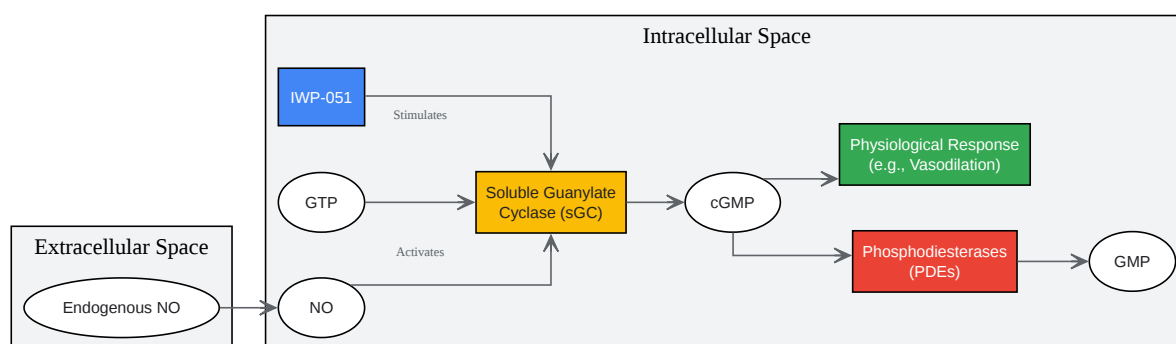 Intracellular Space
IWP-051
Stimulates
Physiological Response
(e.g., Vasodilation)
GTP
Soluble Guanylate
Cyclase (sGC)
cGMP
Extracellular Space
Activates
Phosphodiesterases
(PDEs)
GMP
Endogenous NO
NO